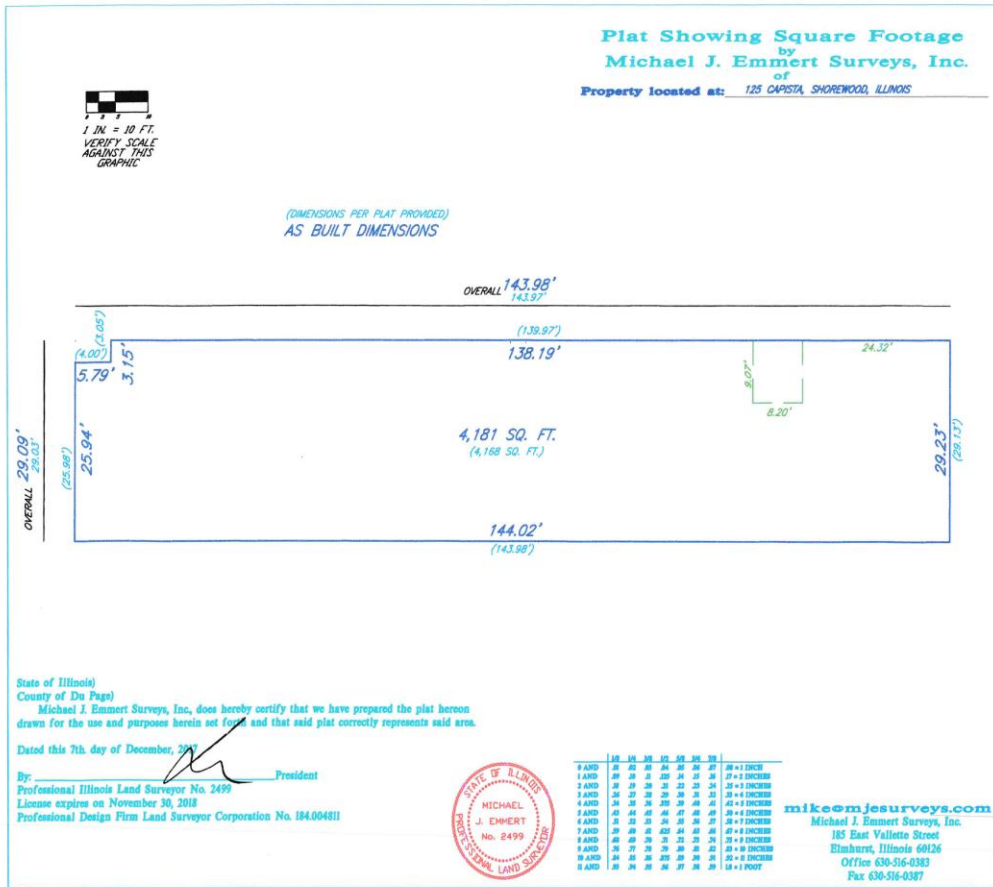 Plat Showing Square Footage
by
Michael J. Emmert Surveys, Inc.
of
Property located at: 125 CAPISTA, SHOREWOOD, ILLINOIS
1 IN. = 10 FT.
VERIFY SCALE
AGAINST THIS
GRAPHIC
(DIMENSIONS PER PLAT PROVIDED)
AS BUILT DIMENSIONS
OVERALL 143.98'
143.97'
(139.97')
138.19'
(3.05')
3.15'
(4.00')
5.79'
24.32'
9.07'
8.20'
OVERALL 29.09'
29.03'
(25.98')
25.94'
4,181 SQ. FT.
(4,168 SQ. FT.)
29.23'
(29.13')
144.02'
(143.98')
State of Illinois)
County of Du Page)
Michael J. Emmert Surveys, Inc., does hereby certify that we have prepared the plat hereon
drawn for the use and purposes herein set forth and that said plat correctly represents said area.
Dated this 7th. day of December, 2017
By: President
Professional Illinois Land Surveyor No. 2499
License expires on November 30, 2018
Professional Design Firm Land Surveyor Corporation No. 184.004811
STATE OF ILLINOIS
MICHAEL
J. EMMERT
No. 2499
PROFESSIONAL LAND SURVEYOR
mike@mjesurveys.com
Michael J. Emmert Surveys, Inc.
185 East Vallette Street
Elmhurst, Illinois 60126
Office 630-516-0383
Fax 630-516-0387